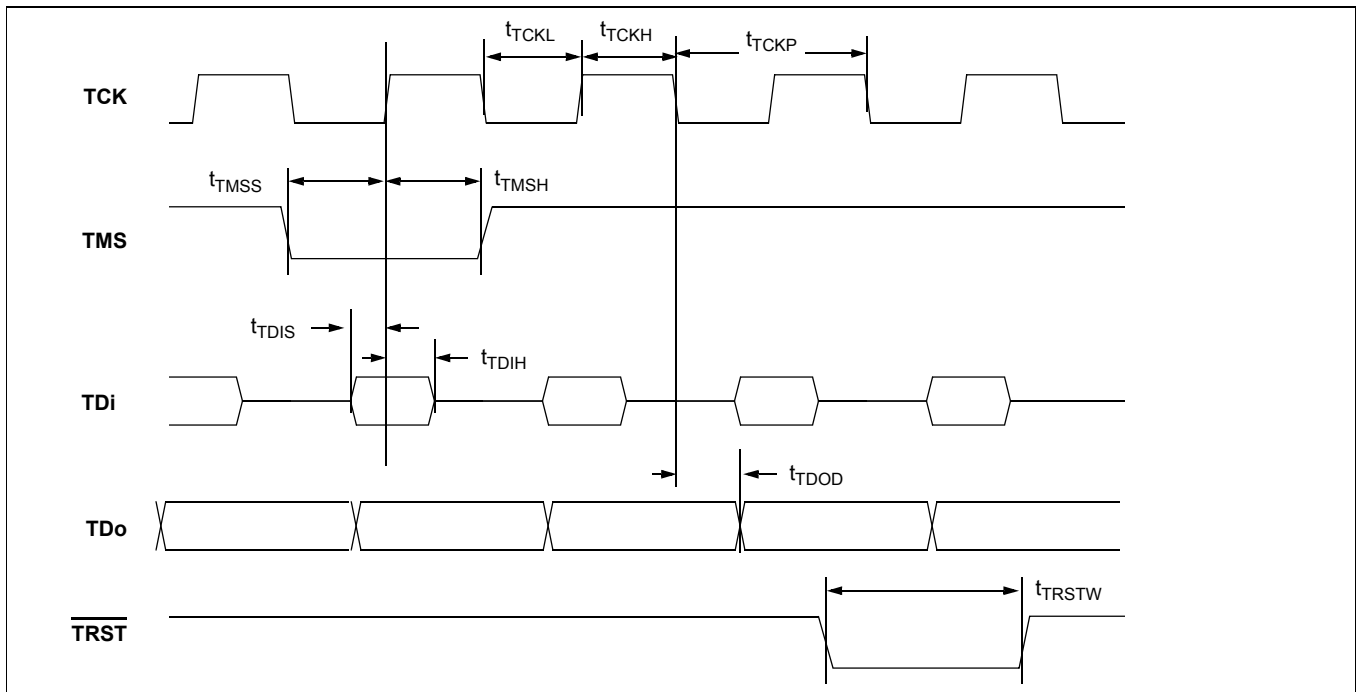 tTCKL tTCKH tTCKP
TCK
tTMSS tTMSH
TMS
tTDIS
tTDIH
TDi
tTDOD
TDo
tTRSTW
TRST